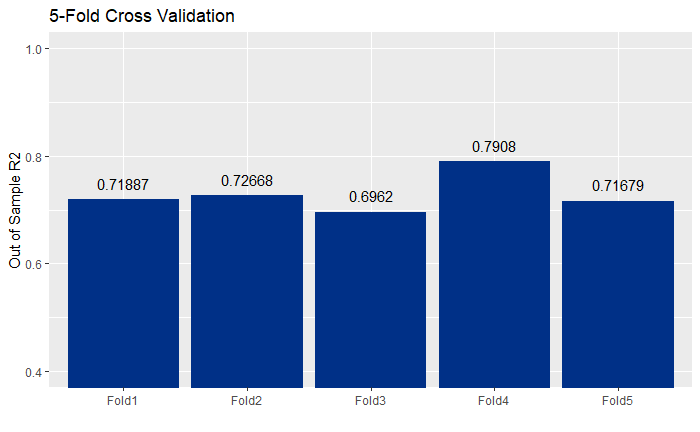 5-Fold Cross Validation
Out of Sample R2
1.0
0.8
0.6
0.4
0.71887
0.72668
0.6962
0.7908
0.71679
Fold1
Fold2
Fold3
Fold4
Fold5